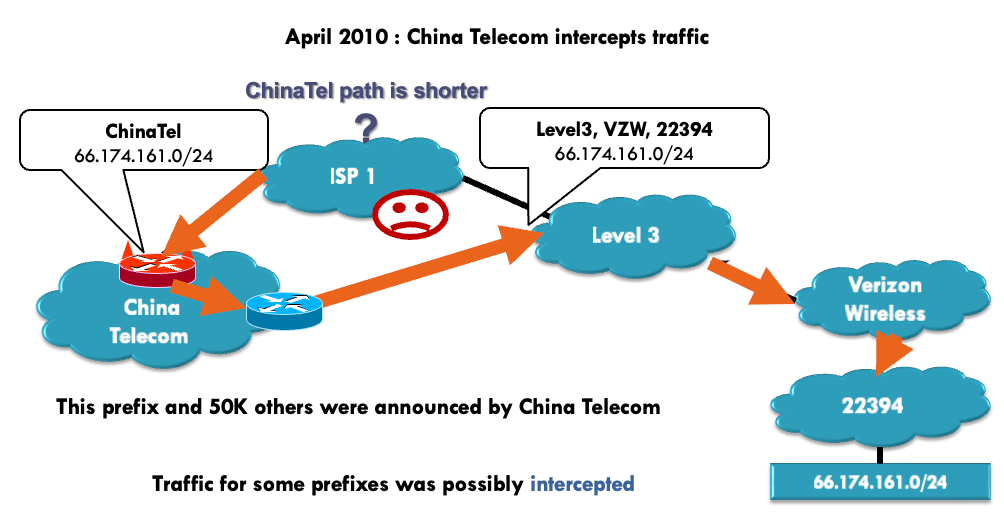 April 2010 : China Telecom intercepts traffic
ChinaTel path is shorter
?
ChinaTel
66.174.161.0/24
Level3, VZW, 22394
66.174.161.0/24
ISP 1
Level 3
China
Telecom
Verizon
Wireless
22394
This prefix and 50K others were announced by China Telecom
Traffic for some prefixes was possibly intercepted
66.174.161.0/24